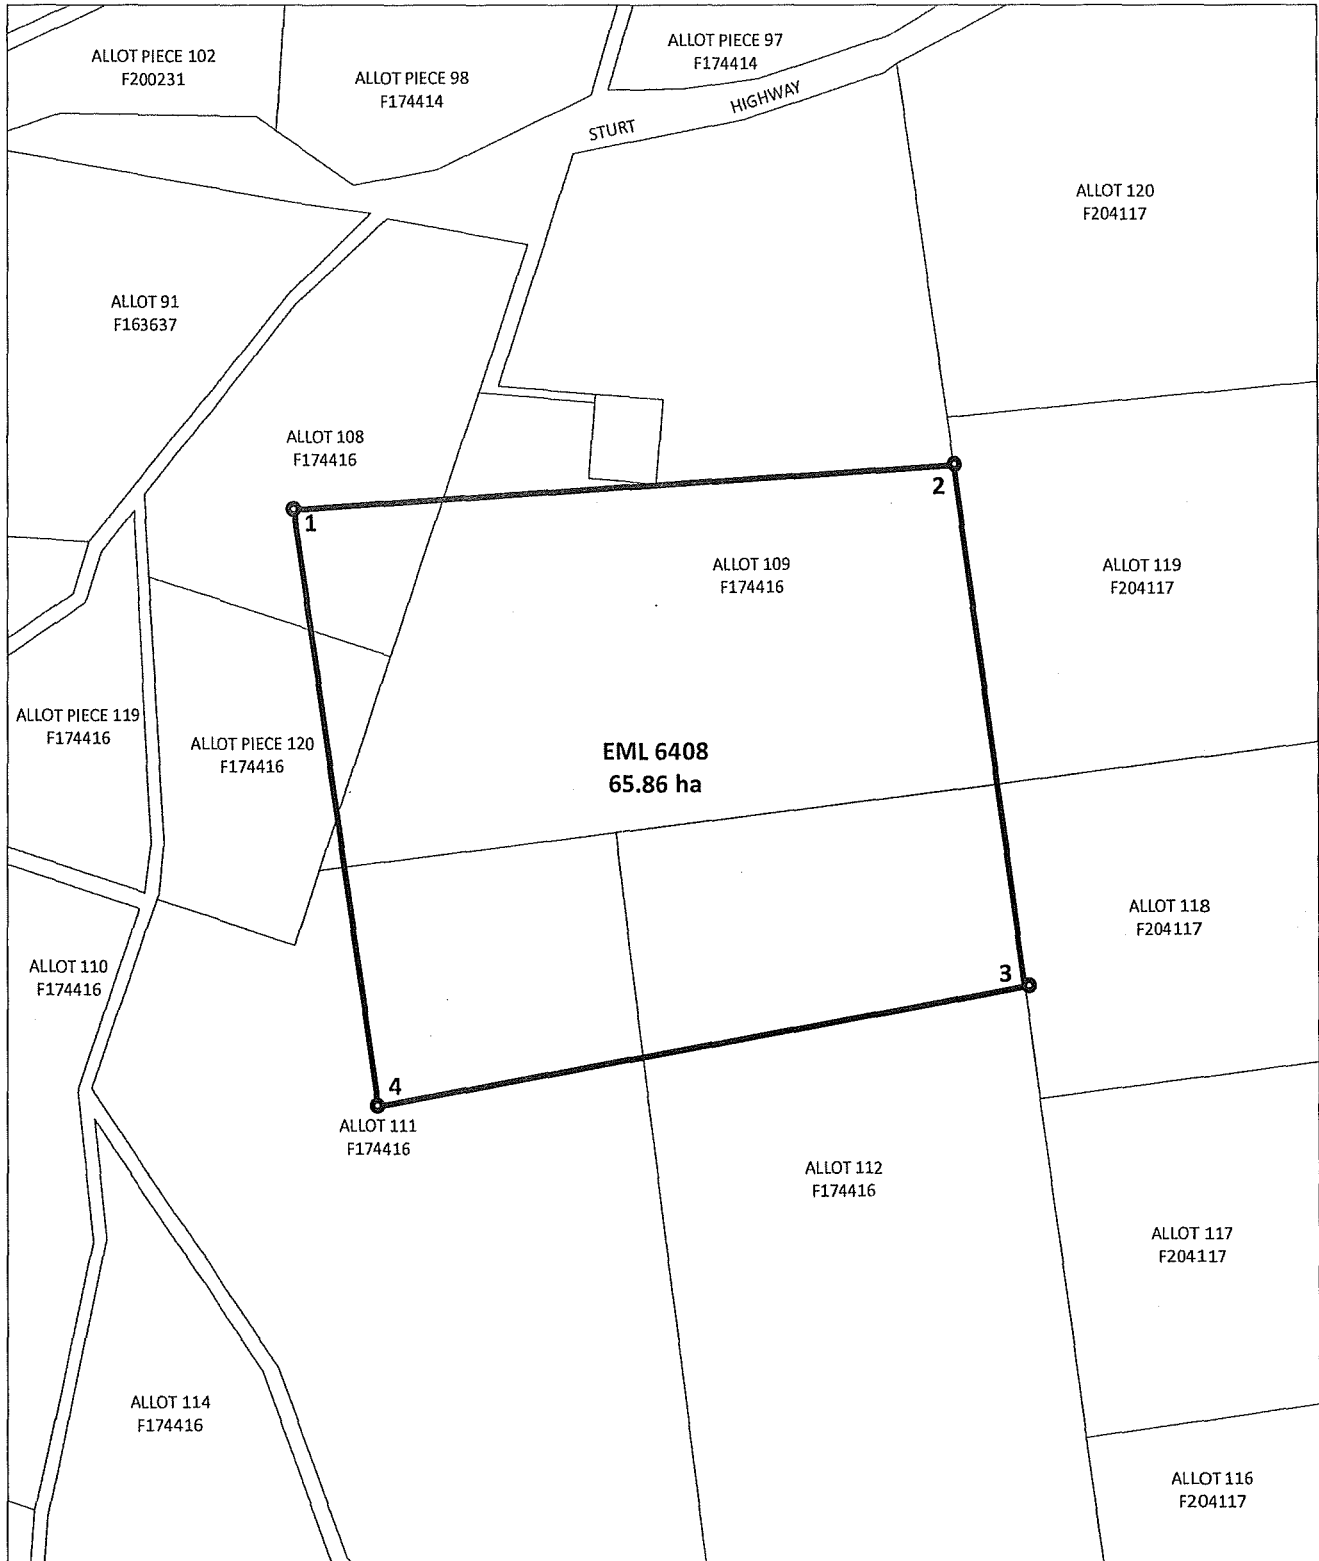 ALLOT PIECE 102
F200231
ALLOT PIECE 98
F174414
ALLOT PIECE 97
F174414
STURT HIGHWAY
ALLOT 120
F204117
ALLOT 91
F163637
ALLOT 108
F174416
1
2
ALLOT 109
F174416
ALLOT 119
F204117
ALLOT PIECE 119
F174416
ALLOT PIECE 120
F174416
EML 6408
65.86 ha
ALLOT 118
F204117
ALLOT 110
F174416
3
4
ALLOT 111
F174416
ALLOT 112
F174416
ALLOT 117
F204117
ALLOT 114
F174416
ALLOT 116
F204117